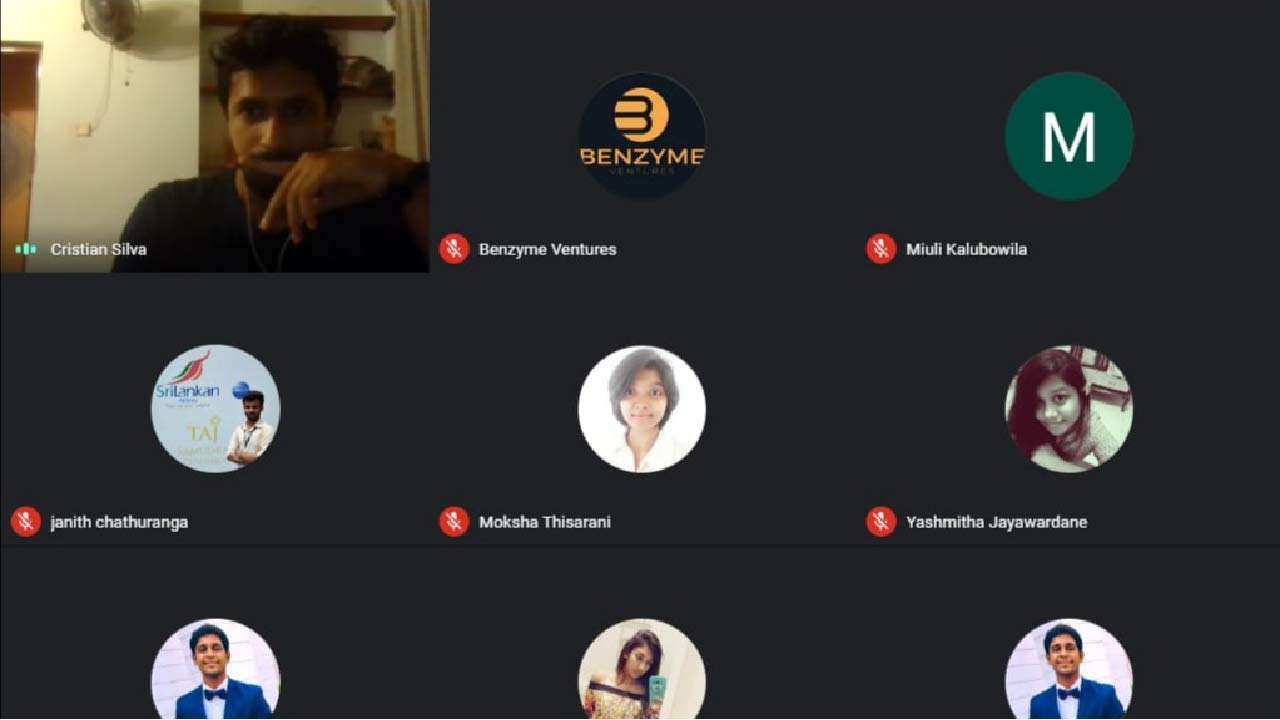 BENZYME
VENTURES
M
Cristian Silva
Benzyme Ventures
Miuli Kalubowila
SriLankan
TAJ
janith chathuranga
Moksha Thisarani
Yashmitha Jayawardane